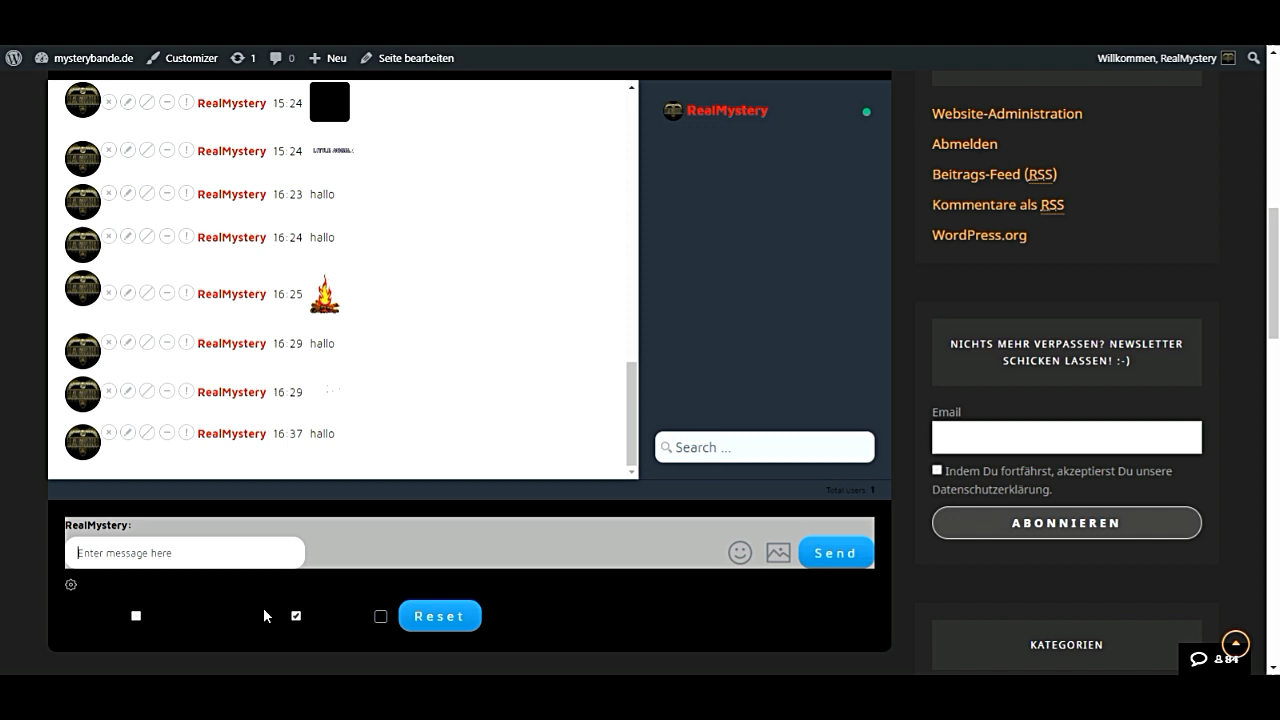 mysterybande.de Customizer 1 0 Neu Seite bearbeiten Willkommen, RealMystery
RealMystery 15:24
RealMystery 15:24
RealMystery 16:23 hallo
RealMystery 16:24 hallo
RealMystery 16:25
RealMystery 16:29 hallo
RealMystery 16:29
RealMystery 16:37 hallo
RealMystery
Search ...
Total users: 1
RealMystery:
Enter message here
Send
Reset
Website-Administration
Abmelden
Beitrags-Feed (RSS)
Kommentare als RSS
WordPress.org
NICHTS MEHR VERPASSEN? NEWSLETTER
SCHICKEN LASSEN! :-)
Email
Indem Du fortfährst, akzeptierst Du unsere
Datenschutzerklärung.
ABONNIEREN
KATEGORIEN
84